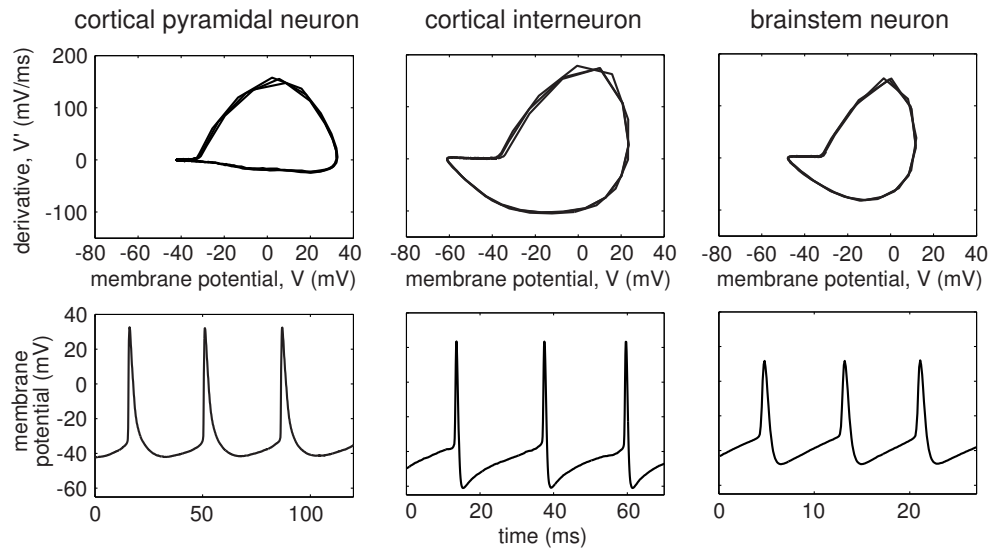 cortical pyramidal neuron
cortical interneuron
brainstem neuron
derivative, V' (mV/ms)
200
100
0
-100
-80 -60 -40 -20 0 20 40
-80 -60 -40 -20 0 20 40
-80 -60 -40 -20 0 20 40
membrane potential, V (mV)
membrane potential, V (mV)
membrane potential, V (mV)
membrane
potential (mV)
40
20
0
-20
-40
-60
0 50 100
0 20 40 60
0 10 20
time (ms)